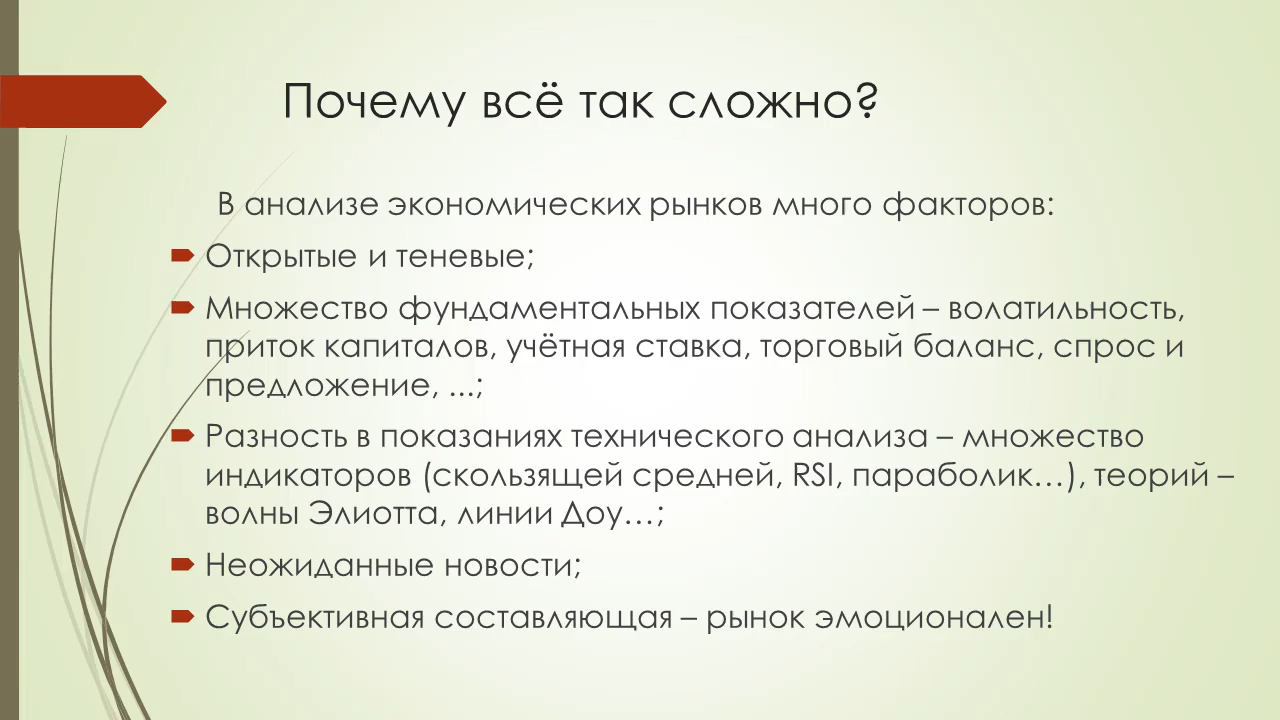 Почему всё так сложно?
В анализе экономических рынков много факторов:
Открытые и теневые;
Множество фундаментальных показателей – волатильность,
приток капиталов, учётная ставка, торговый баланс, спрос и
предложение, ...;
Разность в показаниях технического анализа – множество
индикаторов (скользящей средней, RSI, параболик…), теорий –
волны Элиотта, линии Доу…;
Неожиданные новости;
Субъективная составляющая – рынок эмоционален!